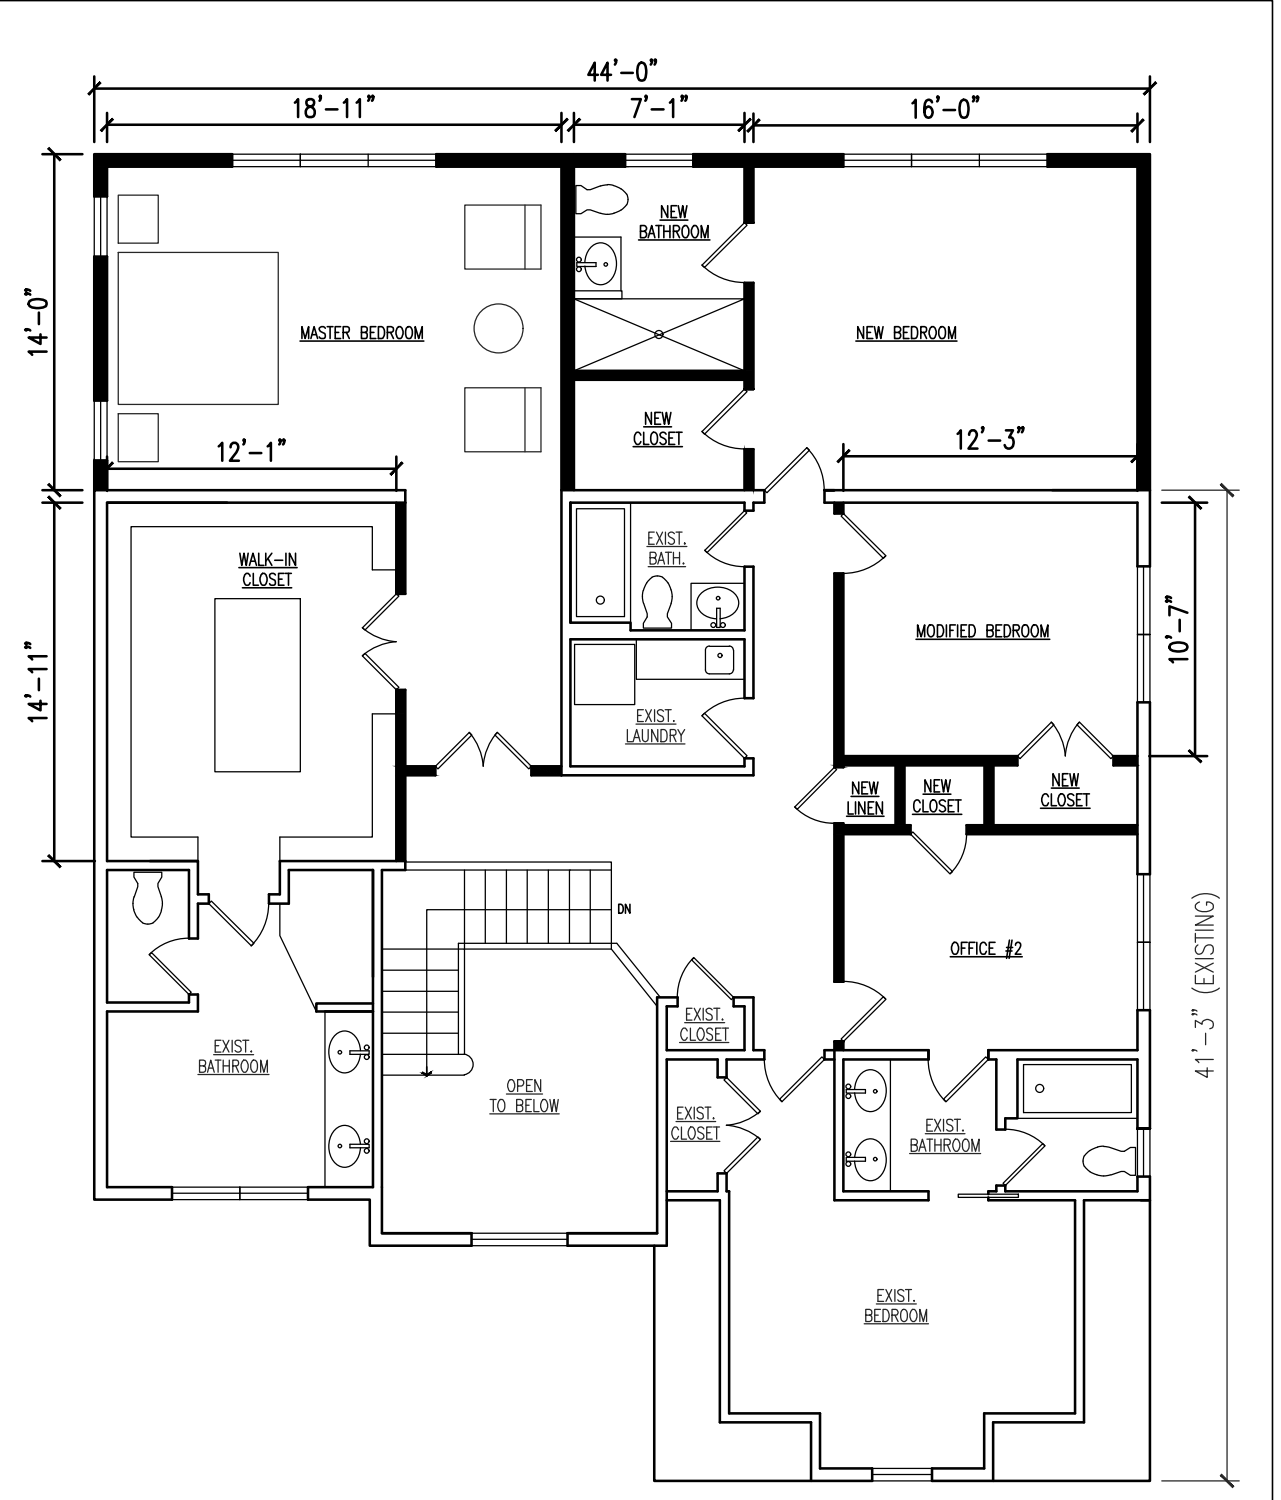 44'-0"
18'-11"
7'-1"
16'-0"
14'-0"
NEW
BATHROOM
MASTER BEDROOM
NEW BEDROOM
NEW
CLOSET
12'-1"
12'-3"
WALK-IN
CLOSET
EXIST.
BATH.
14'-11"
MODIFIED BEDROOM
10'-7"
EXIST.
LAUNDRY
NEW
LINEN
NEW
CLOSET
NEW
CLOSET
DN
OFFICE #2
41'-3" (EXISTING)
EXIST.
CLOSET
EXIST.
BATHROOM
OPEN
TO BELOW
EXIST.
CLOSET
EXIST.
BATHROOM
EXIST.
BEDROOM